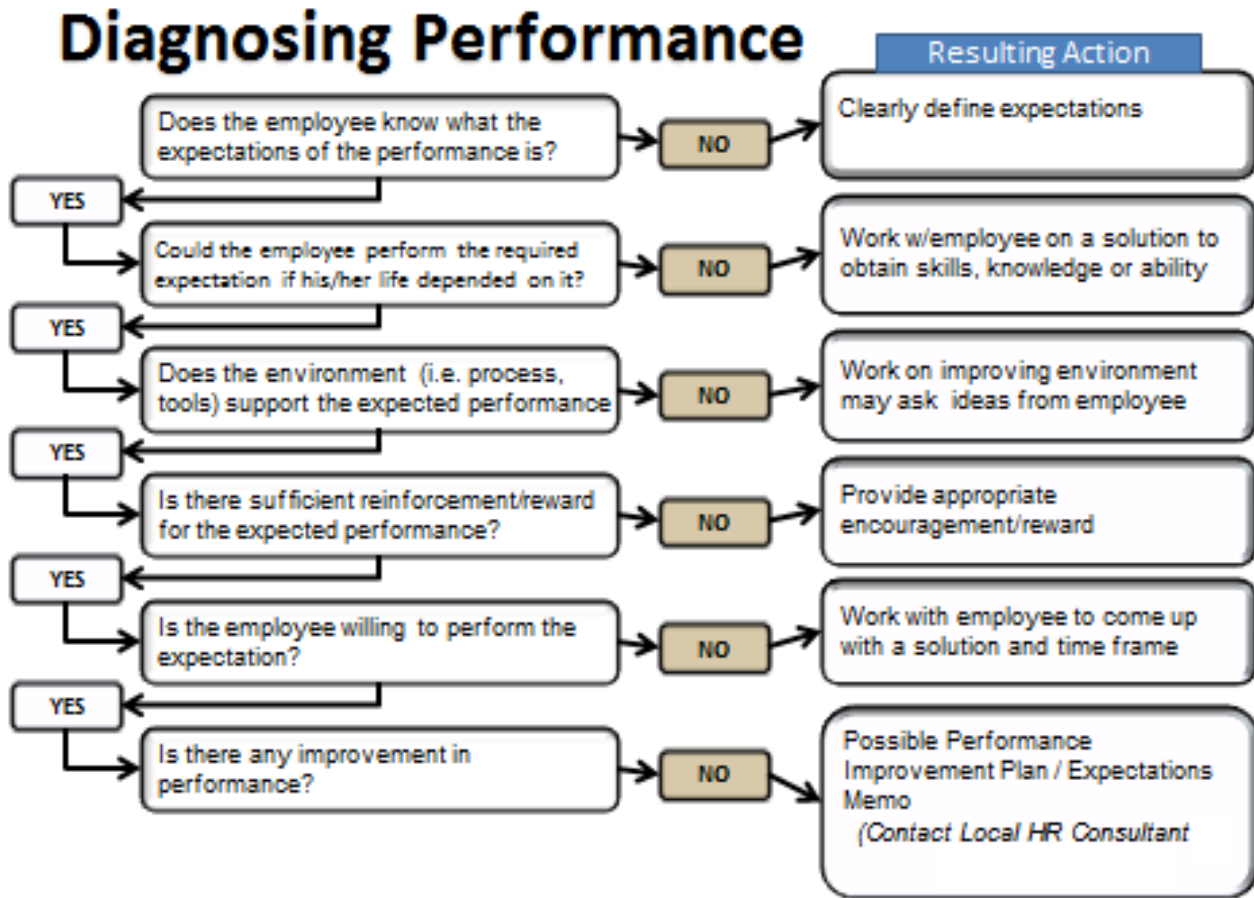 Diagnosing Performance
Resulting Action
Does the employee know what the
expectations of the performance is?
NO
Clearly define expectations
YES
Could the employee perform the required
expectation if his/her life depended on it?
NO
Work w/employee on a solution to
obtain skills, knowledge or ability
YES
Does the environment (i.e. process,
tools) support the expected performance
NO
Work on improving environment
may ask ideas from employee
YES
Is there sufficient reinforcement/reward
for the expected performance?
NO
Provide appropriate
encouragement/reward
YES
Is the employee willing to perform the
expectation?
NO
Work with employee to come up
with a solution and time frame
YES
Is there any improvement in
performance?
NO
Possible Performance
Improvement Plan / Expectations
Memo
(Contact Local HR Consultant